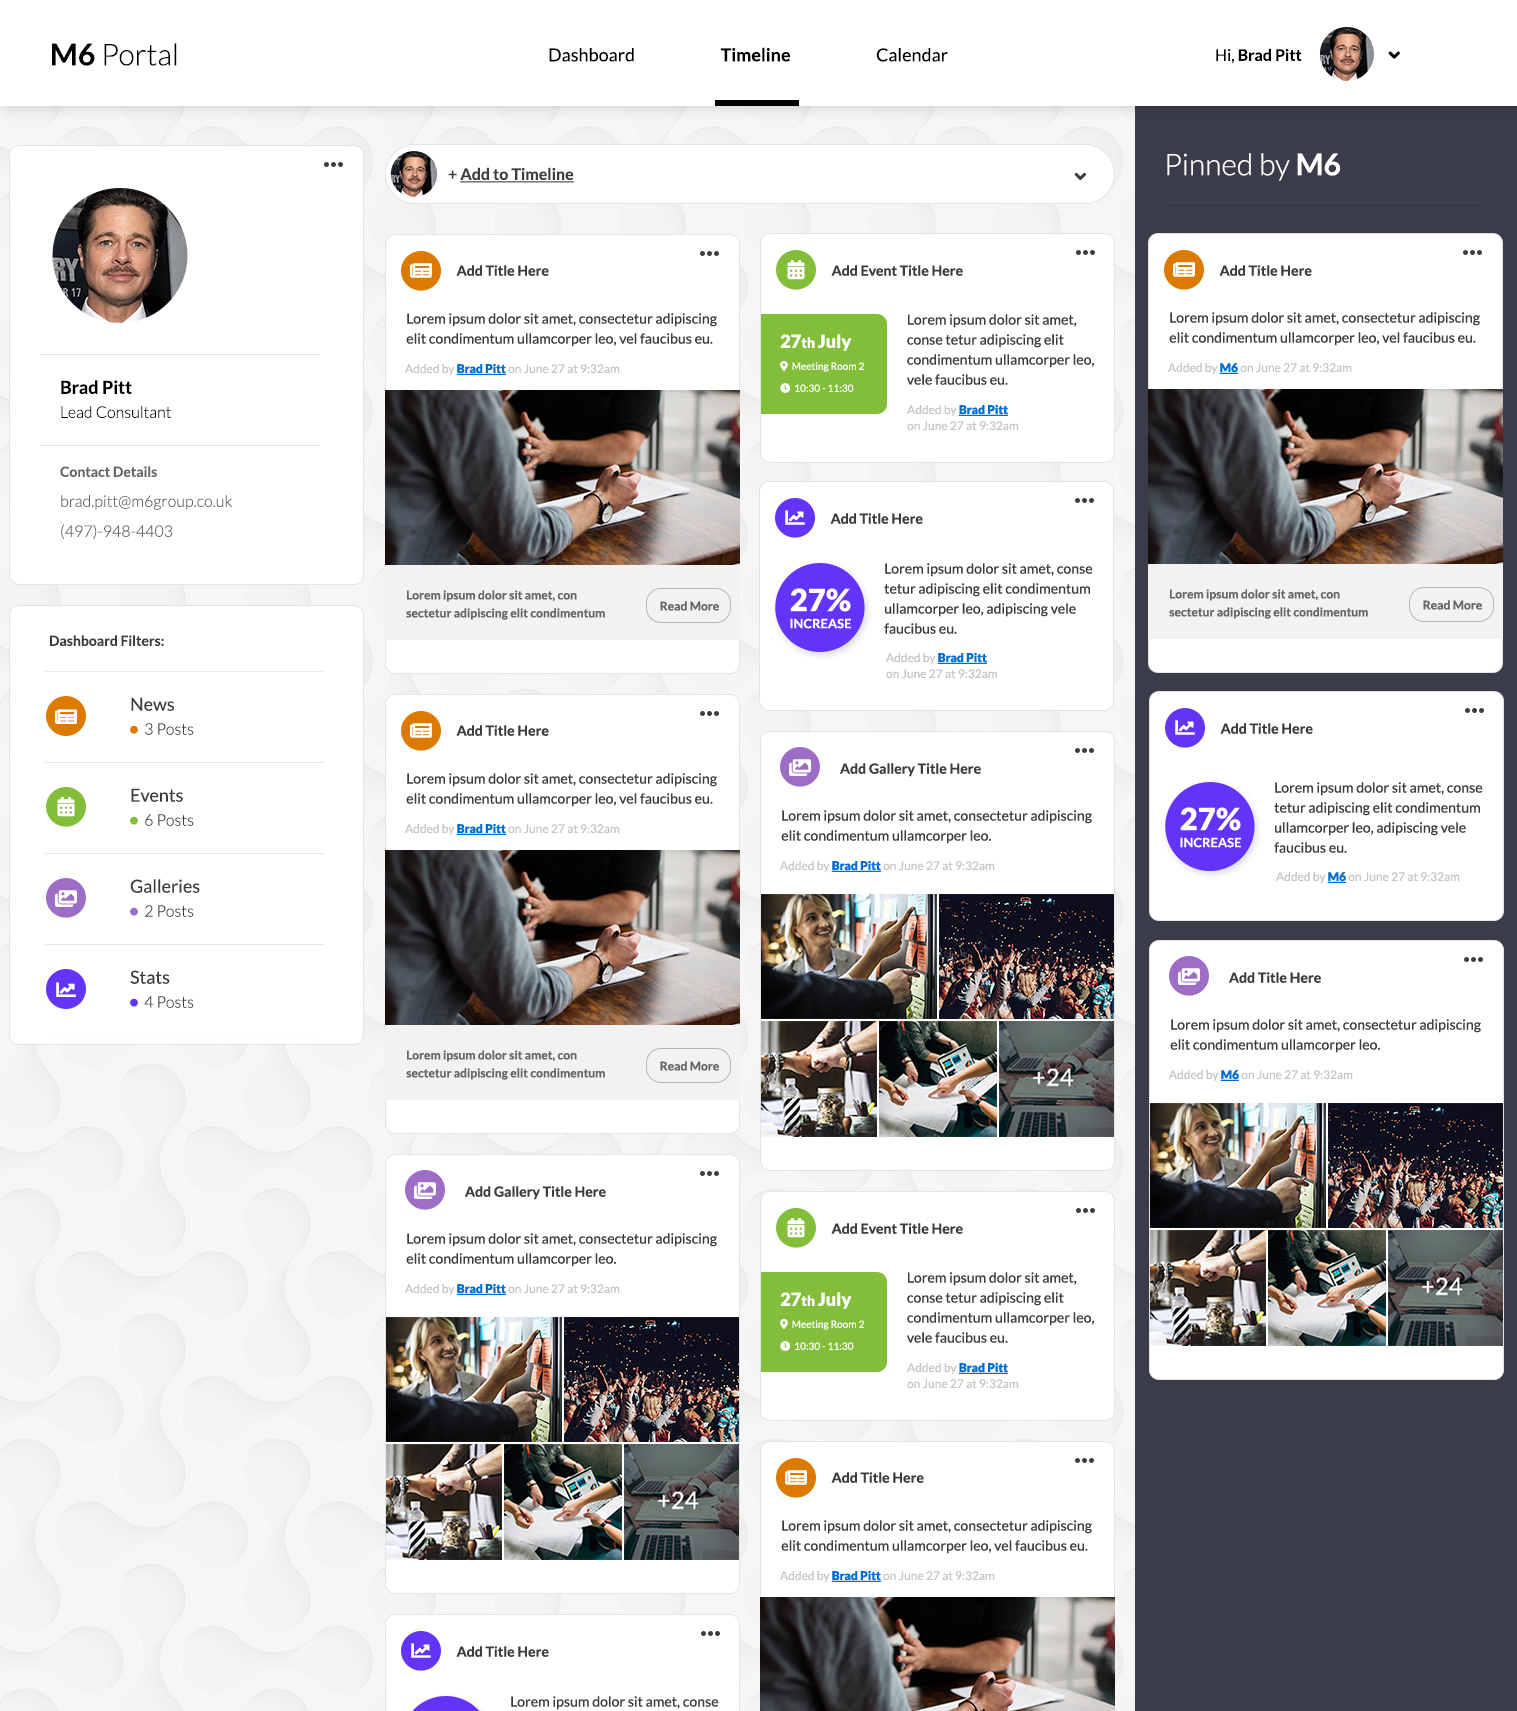 M6 Portal
Dashboard
Timeline
Calendar
Hi, Brad Pitt
Brad Pitt
Lead Consultant
Contact Details
brad.pitt@m6group.co.uk
(497)-948-4403
Dashboard Filters:
News
3 Posts
Events
6 Posts
Galleries
2 Posts
Stats
4 Posts
+ Add to Timeline
Add Title Here
Lorem ipsum dolor sit amet, consectetur adipiscing
elit condimentum ullamcorper leo, vel faucibus eu.
Added by Brad Pitt on June 27 at 9:32am
Lorem ipsum dolor sit amet, con
sectetur adipiscing elit condimentum
Read More
Add Title Here
Lorem ipsum dolor sit amet, consectetur adipiscing
elit condimentum ullamcorper leo, vel faucibus eu.
Added by Brad Pitt on June 27 at 9:32am
Lorem ipsum dolor sit amet, con
sectetur adipiscing elit condimentum
Read More
Add Gallery Title Here
Lorem ipsum dolor sit amet, consectetur adipiscing
elit condimentum ullamcorper leo.
Added by Brad Pitt on June 27 at 9:32am
+24
Add Title Here
Lorem ipsum dolor sit amet, conse
Add Event Title Here
27th July
Meeting Room 2
10:30 - 11:30
Lorem ipsum dolor sit amet,
conse tetur adipiscing elit
condimentum ullamcorper leo,
vele faucibus eu.
Added by Brad Pitt
on June 27 at 9:32am
Add Title Here
27%
INCREASE
Lorem ipsum dolor sit amet, conse
tetur adipiscing elit condimentum
ullamcorper leo, adipiscing vele
faucibus eu.
Added by Brad Pitt
on June 27 at 9:32am
Add Gallery Title Here
Lorem ipsum dolor sit amet, consectetur adipiscing
elit condimentum ullamcorper leo.
Added by Brad Pitt on June 27 at 9:32am
+24
Add Event Title Here
27th July
Meeting Room 2
10:30 - 11:30
Lorem ipsum dolor sit amet,
conse tetur adipiscing elit
condimentum ullamcorper leo,
vele faucibus eu.
Added by Brad Pitt
on June 27 at 9:32am
Add Title Here
Lorem ipsum dolor sit amet, consectetur adipiscing
elit condimentum ullamcorper leo, vel faucibus eu.
Added by Brad Pitt on June 27 at 9:32am
Pinned by M6
Add Title Here
Lorem ipsum dolor sit amet, consectetur adipiscing
elit condimentum ullamcorper leo, vel faucibus eu.
Added by M6 on June 27 at 9:32am
Lorem ipsum dolor sit amet, con
sectetur adipiscing elit condimentum
Read More
Add Title Here
27%
INCREASE
Lorem ipsum dolor sit amet, conse
tetur adipiscing elit condimentum
ullamcorper leo, adipiscing vele
faucibus eu.
Added by M6 on June 27 at 9:32am
Add Title Here
Lorem ipsum dolor sit amet, consectetur adipiscing
elit condimentum ullamcorper leo.
Added by M6 on June 27 at 9:32am
+24